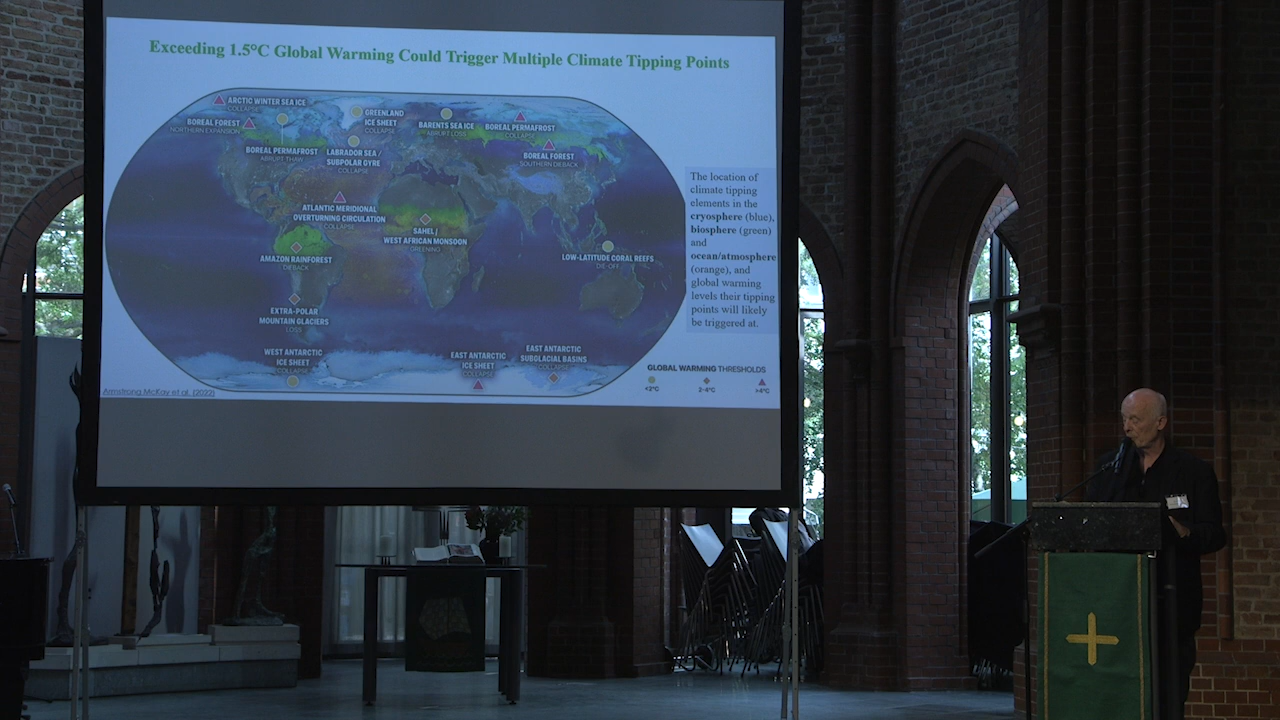 Exceeding 1.5°C Global Warming Could Trigger Multiple Climate Tipping Points
ARCTIC WINTER SEA ICE
COLLAPSE
BOREAL FOREST
NORTHERN EXPANSION
BOREAL PERMAFROST
ABRUPT THAW
GREENLAND
ICE SHEET
COLLAPSE
LABRADOR SEA /
SUBPOLAR GYRE
COLLAPSE
BARENTS SEA ICE
ABRUPT LOSS
BOREAL PERMAFROST
COLLAPSE
BOREAL FOREST
SOUTHERN DIEBACK
ATLANTIC MERIDIONAL
OVERTURNING CIRCULATION
COLLAPSE
SAHEL /
WEST AFRICAN MONSOON
GREENING
AMAZON RAINFOREST
DIEBACK
LOW-LATITUDE CORAL REEFS
DIE-OFF
EXTRA-POLAR
MOUNTAIN GLACIERS
LOSS
WEST ANTARCTIC
ICE SHEET
COLLAPSE
EAST ANTARCTIC
ICE SHEET
COLLAPSE
EAST ANTARCTIC
SUBGLACIAL BASINS
COLLAPSE
The location of
climate tipping
elements in the
cryosphere (blue),
biosphere (green)
and
ocean/atmosphere
(orange), and
global warming
levels their tipping
points will likely
be triggered at.
GLOBAL WARMING THRESHOLDS
<2°C
2-4°C
>4°C
Armstrong McKay et al. (2022)